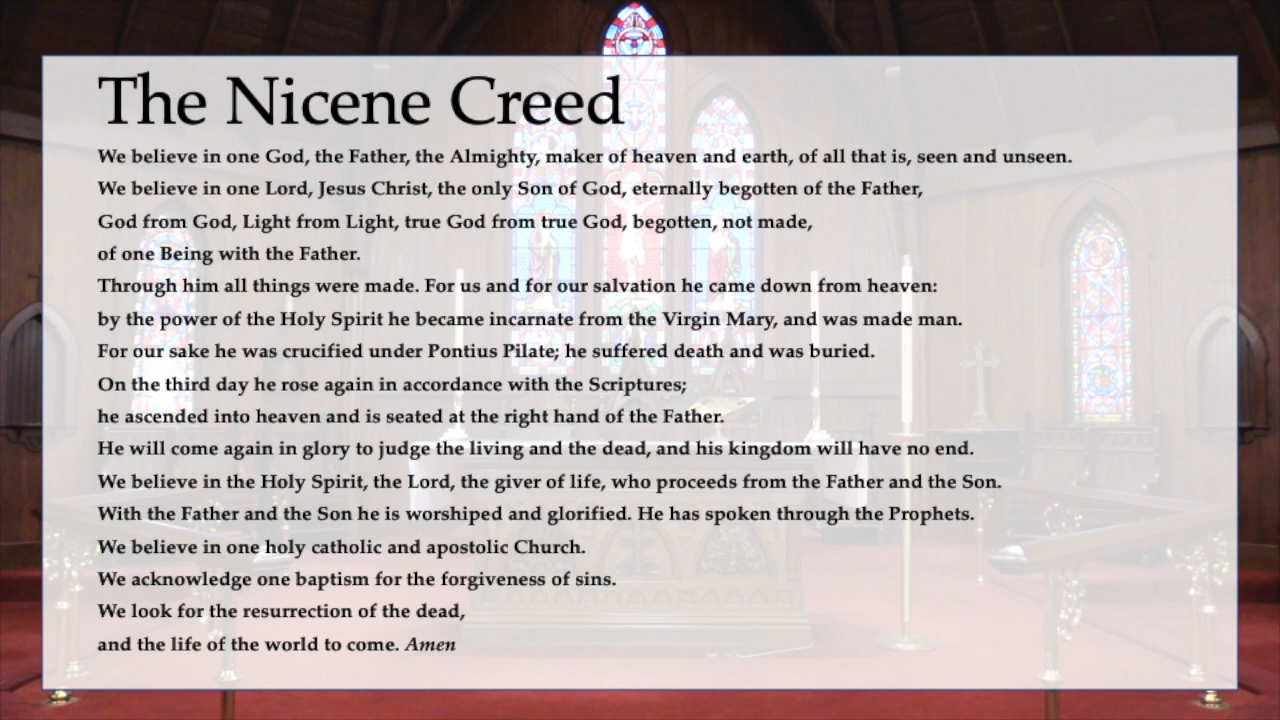 The Nicene Creed
We believe in one God, the Father, the Almighty, maker of heaven and earth, of all that is, seen and unseen.
We believe in one Lord, Jesus Christ, the only Son of God, eternally begotten of the Father,
God from God, Light from Light, true God from true God, begotten, not made,
of one Being with the Father.
Through him all things were made. For us and for our salvation he came down from heaven:
by the power of the Holy Spirit he became incarnate from the Virgin Mary, and was made man.
For our sake he was crucified under Pontius Pilate; he suffered death and was buried.
On the third day he rose again in accordance with the Scriptures;
he ascended into heaven and is seated at the right hand of the Father.
He will come again in glory to judge the living and the dead, and his kingdom will have no end.
We believe in the Holy Spirit, the Lord, the giver of life, who proceeds from the Father and the Son.
With the Father and the Son he is worshiped and glorified. He has spoken through the Prophets.
We believe in one holy catholic and apostolic Church.
We acknowledge one baptism for the forgiveness of sins.
We look for the resurrection of the dead,
and the life of the world to come. Amen